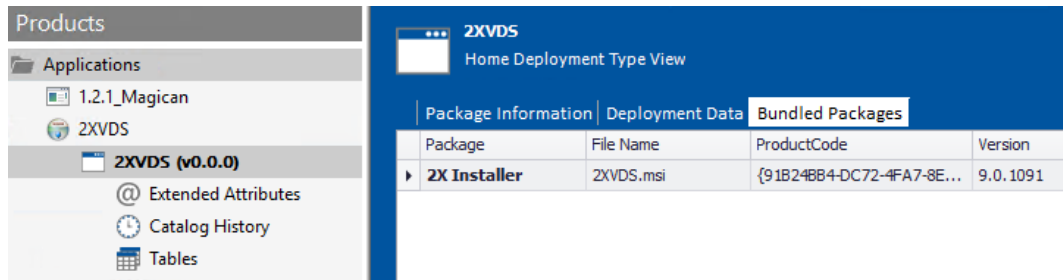 Products
Applications
1.2.1_Magican
2XVDS
2XVDS (v0.0.0)
Extended Attributes
Catalog History
Tables
2XVDS
Home Deployment Type View
Package Information Deployment Data Bundled Packages
Package File Name ProductCode Version
2X Installer 2XVDS.msi {91B24BB4-DC72-4FA7-8E... 9.0.1091